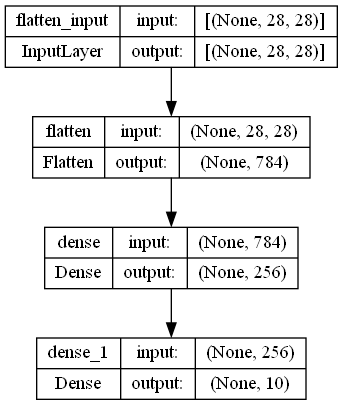 flatten_input input: [(None, 28, 28)]
InputLayer output: [(None, 28, 28)]
flatten input: (None, 28, 28)
Flatten output: (None, 784)
dense input: (None, 784)
Dense output: (None, 256)
dense_1 input: (None, 256)
Dense output: (None, 10)